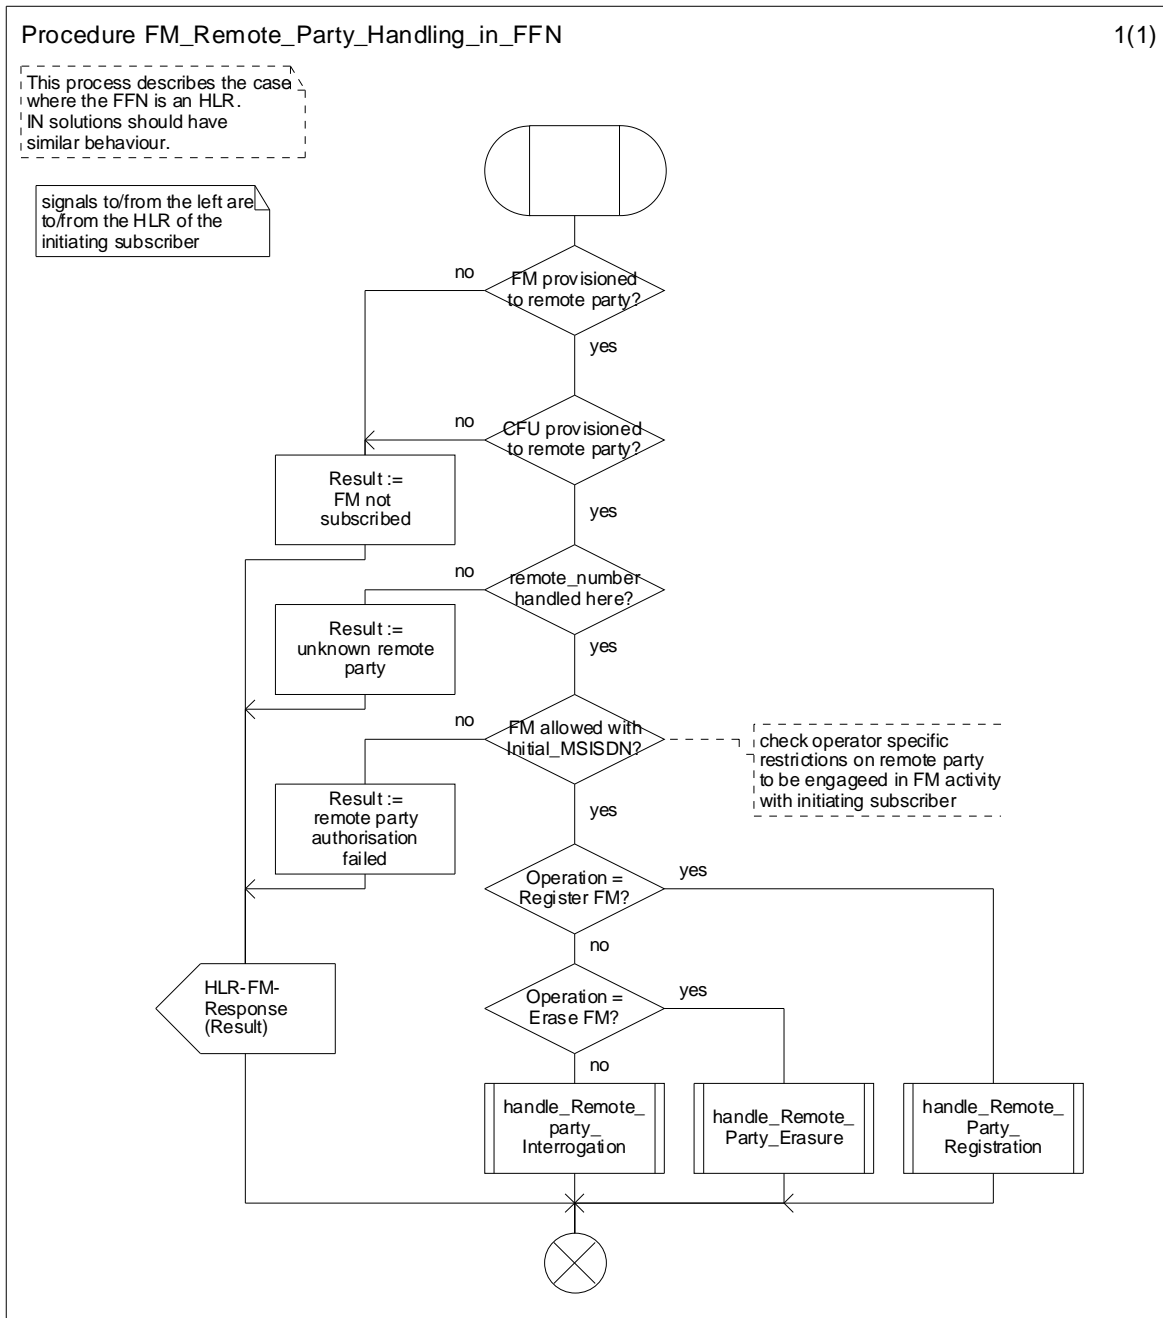 Procedure FM_Remote_Party_Handling_in_FFN
1(1)
This process describes the case
where the FFN is an HLR.
IN solutions should have
similar behaviour.
signals to/from the left are
to/from the HLR of the
initiating subscriber
no
FM provisioned
to remote party?
yes
no
CFU provisioned
to remote party?
Result :=
FM not
subscribed
yes
no
remote_number
handled here?
Result :=
unknown remote
party
yes
no
FM allowed with
Initial_MSISDN?
check operator specific
restrictions on remote party
to be engageed in FM activity
with initiating subscriber
Result :=
remote party
authorisation
failed
yes
Operation =
Register FM?
yes
no
HLR-FM-
Response
(Result)
Operation =
Erase FM?
yes
no
handle_Remote_
party_
Interrogation
handle_Remote_
Party_Erasure
handle_Remote_
Party_
Registration